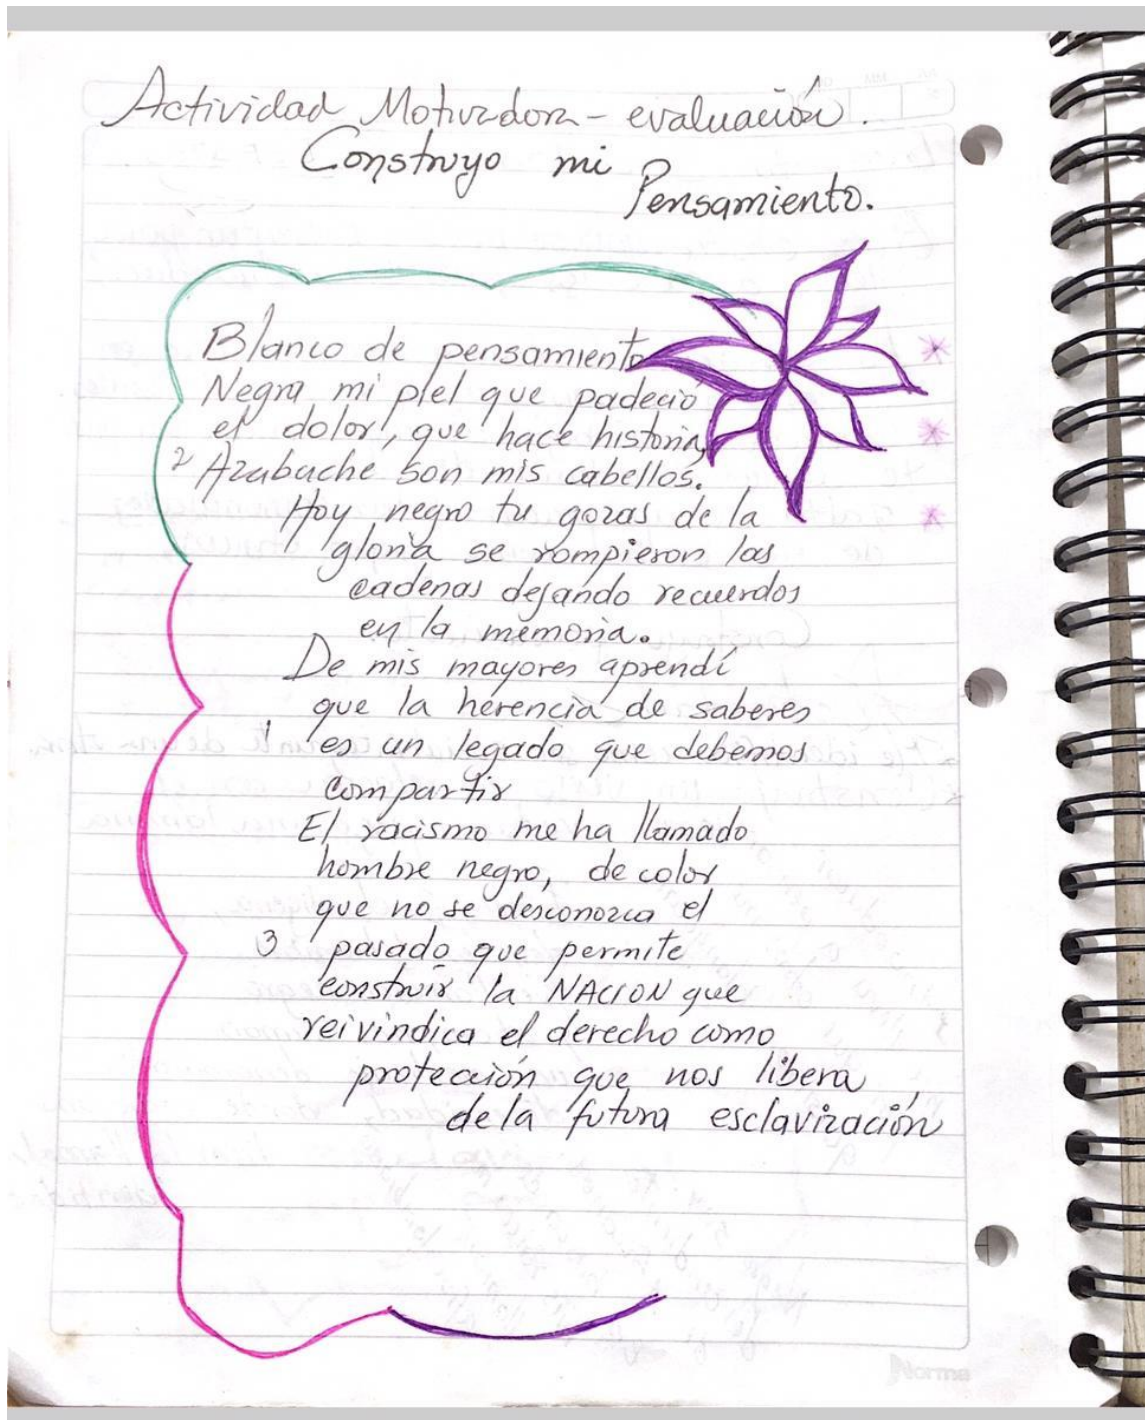 Actividad Motivadora - evaluación.
Construyo mi
Pensamiento.
Blanco de pensamiento
Negra mi piel que padeció
el dolor, que hace historia,
2 Azabache son mis cabellos.
Hoy negro tu gozas de la
gloria se rompieron las
cadenas dejando recuerdos
en la memoria.
De mis mayores aprendí
que la herencia de saberes
1 es un legado que debemos
compartir
El racismo me ha llamado
hombre negro, de color
que no se desconozca el
3 pasado que permite
construir la NACION que
reivindica el derecho como
protección que nos libera
de la futura esclavización
Norma